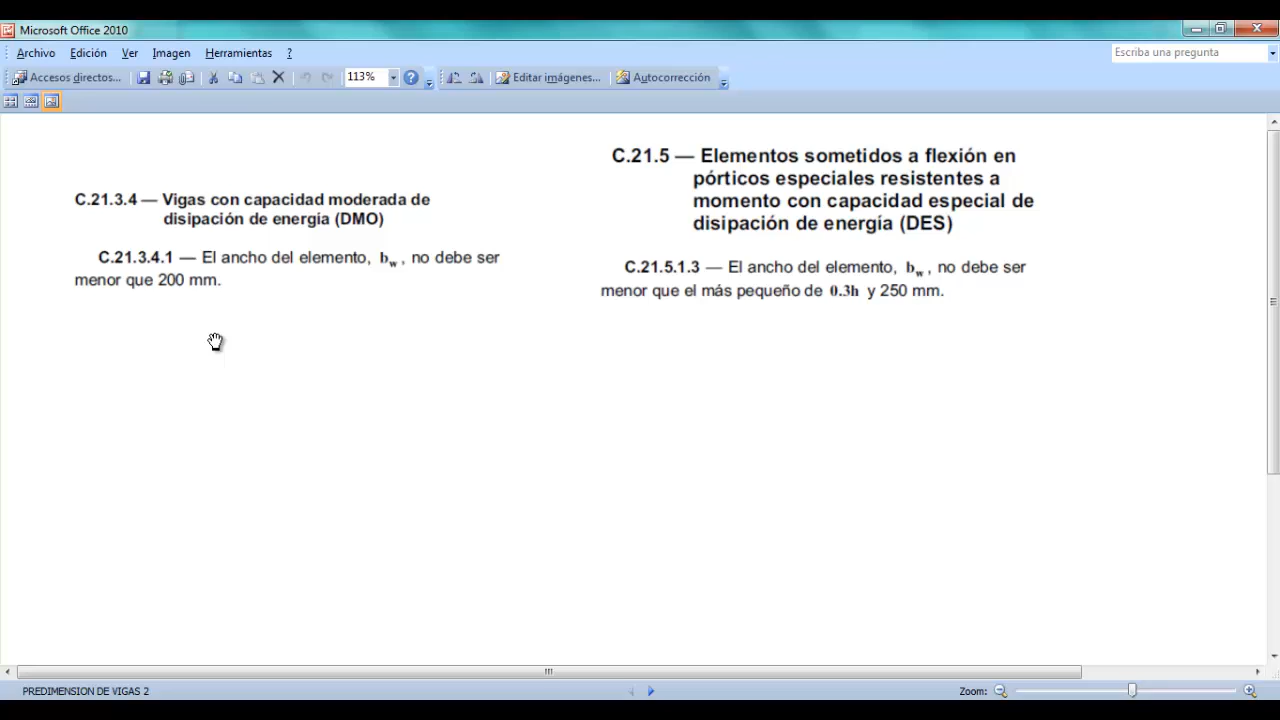 Microsoft Office 2010
Archivo Edición Ver Imagen Herramientas ?
Escriba una pregunta
Accesos directos... 113% Editar imágenes... Autocorrección
C.21.3.4 — Vigas con capacidad moderada de
disipación de energía (DMO)
C.21.3.4.1 — El ancho del elemento, bw, no debe ser
menor que 200 mm.
C.21.5 — Elementos sometidos a flexión en
pórticos especiales resistentes a
momento con capacidad especial de
disipación de energía (DES)
C.21.5.1.3 — El ancho del elemento, bw, no debe ser
menor que el más pequeño de 0.3h y 250 mm.
PREDIMENSION DE VIGAS 2
Zoom: